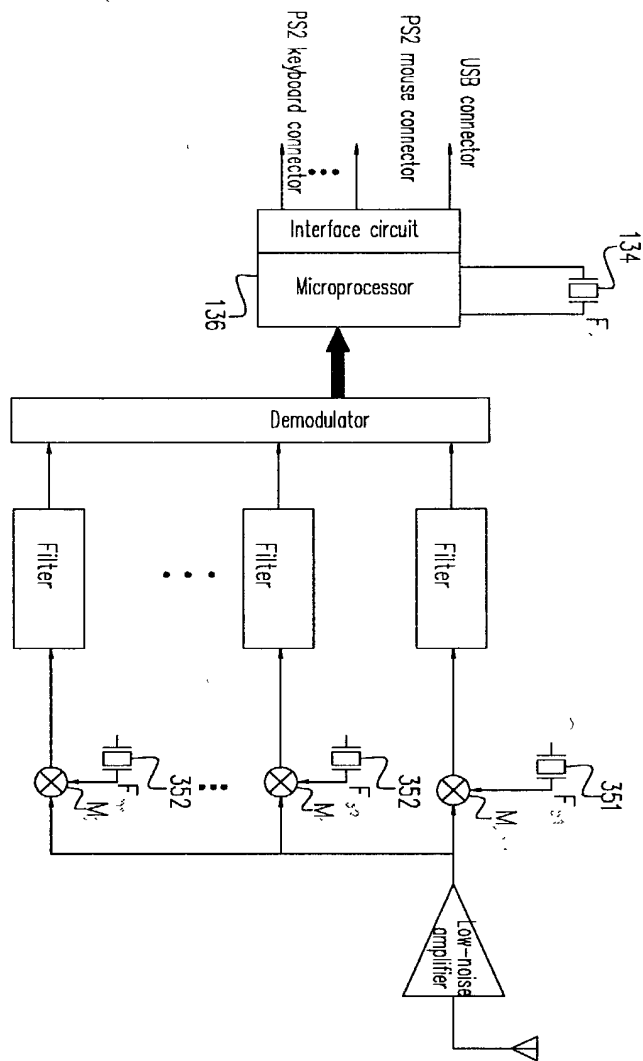 PS2 keyboard connector
PS2 mouse connector
USB connector
Interface circuit
Microprocessor
134
136
F
Demodulator
Filter
Filter
Filter
352
352
351
F
F
F
M
M
M
Low-noise
amplifier